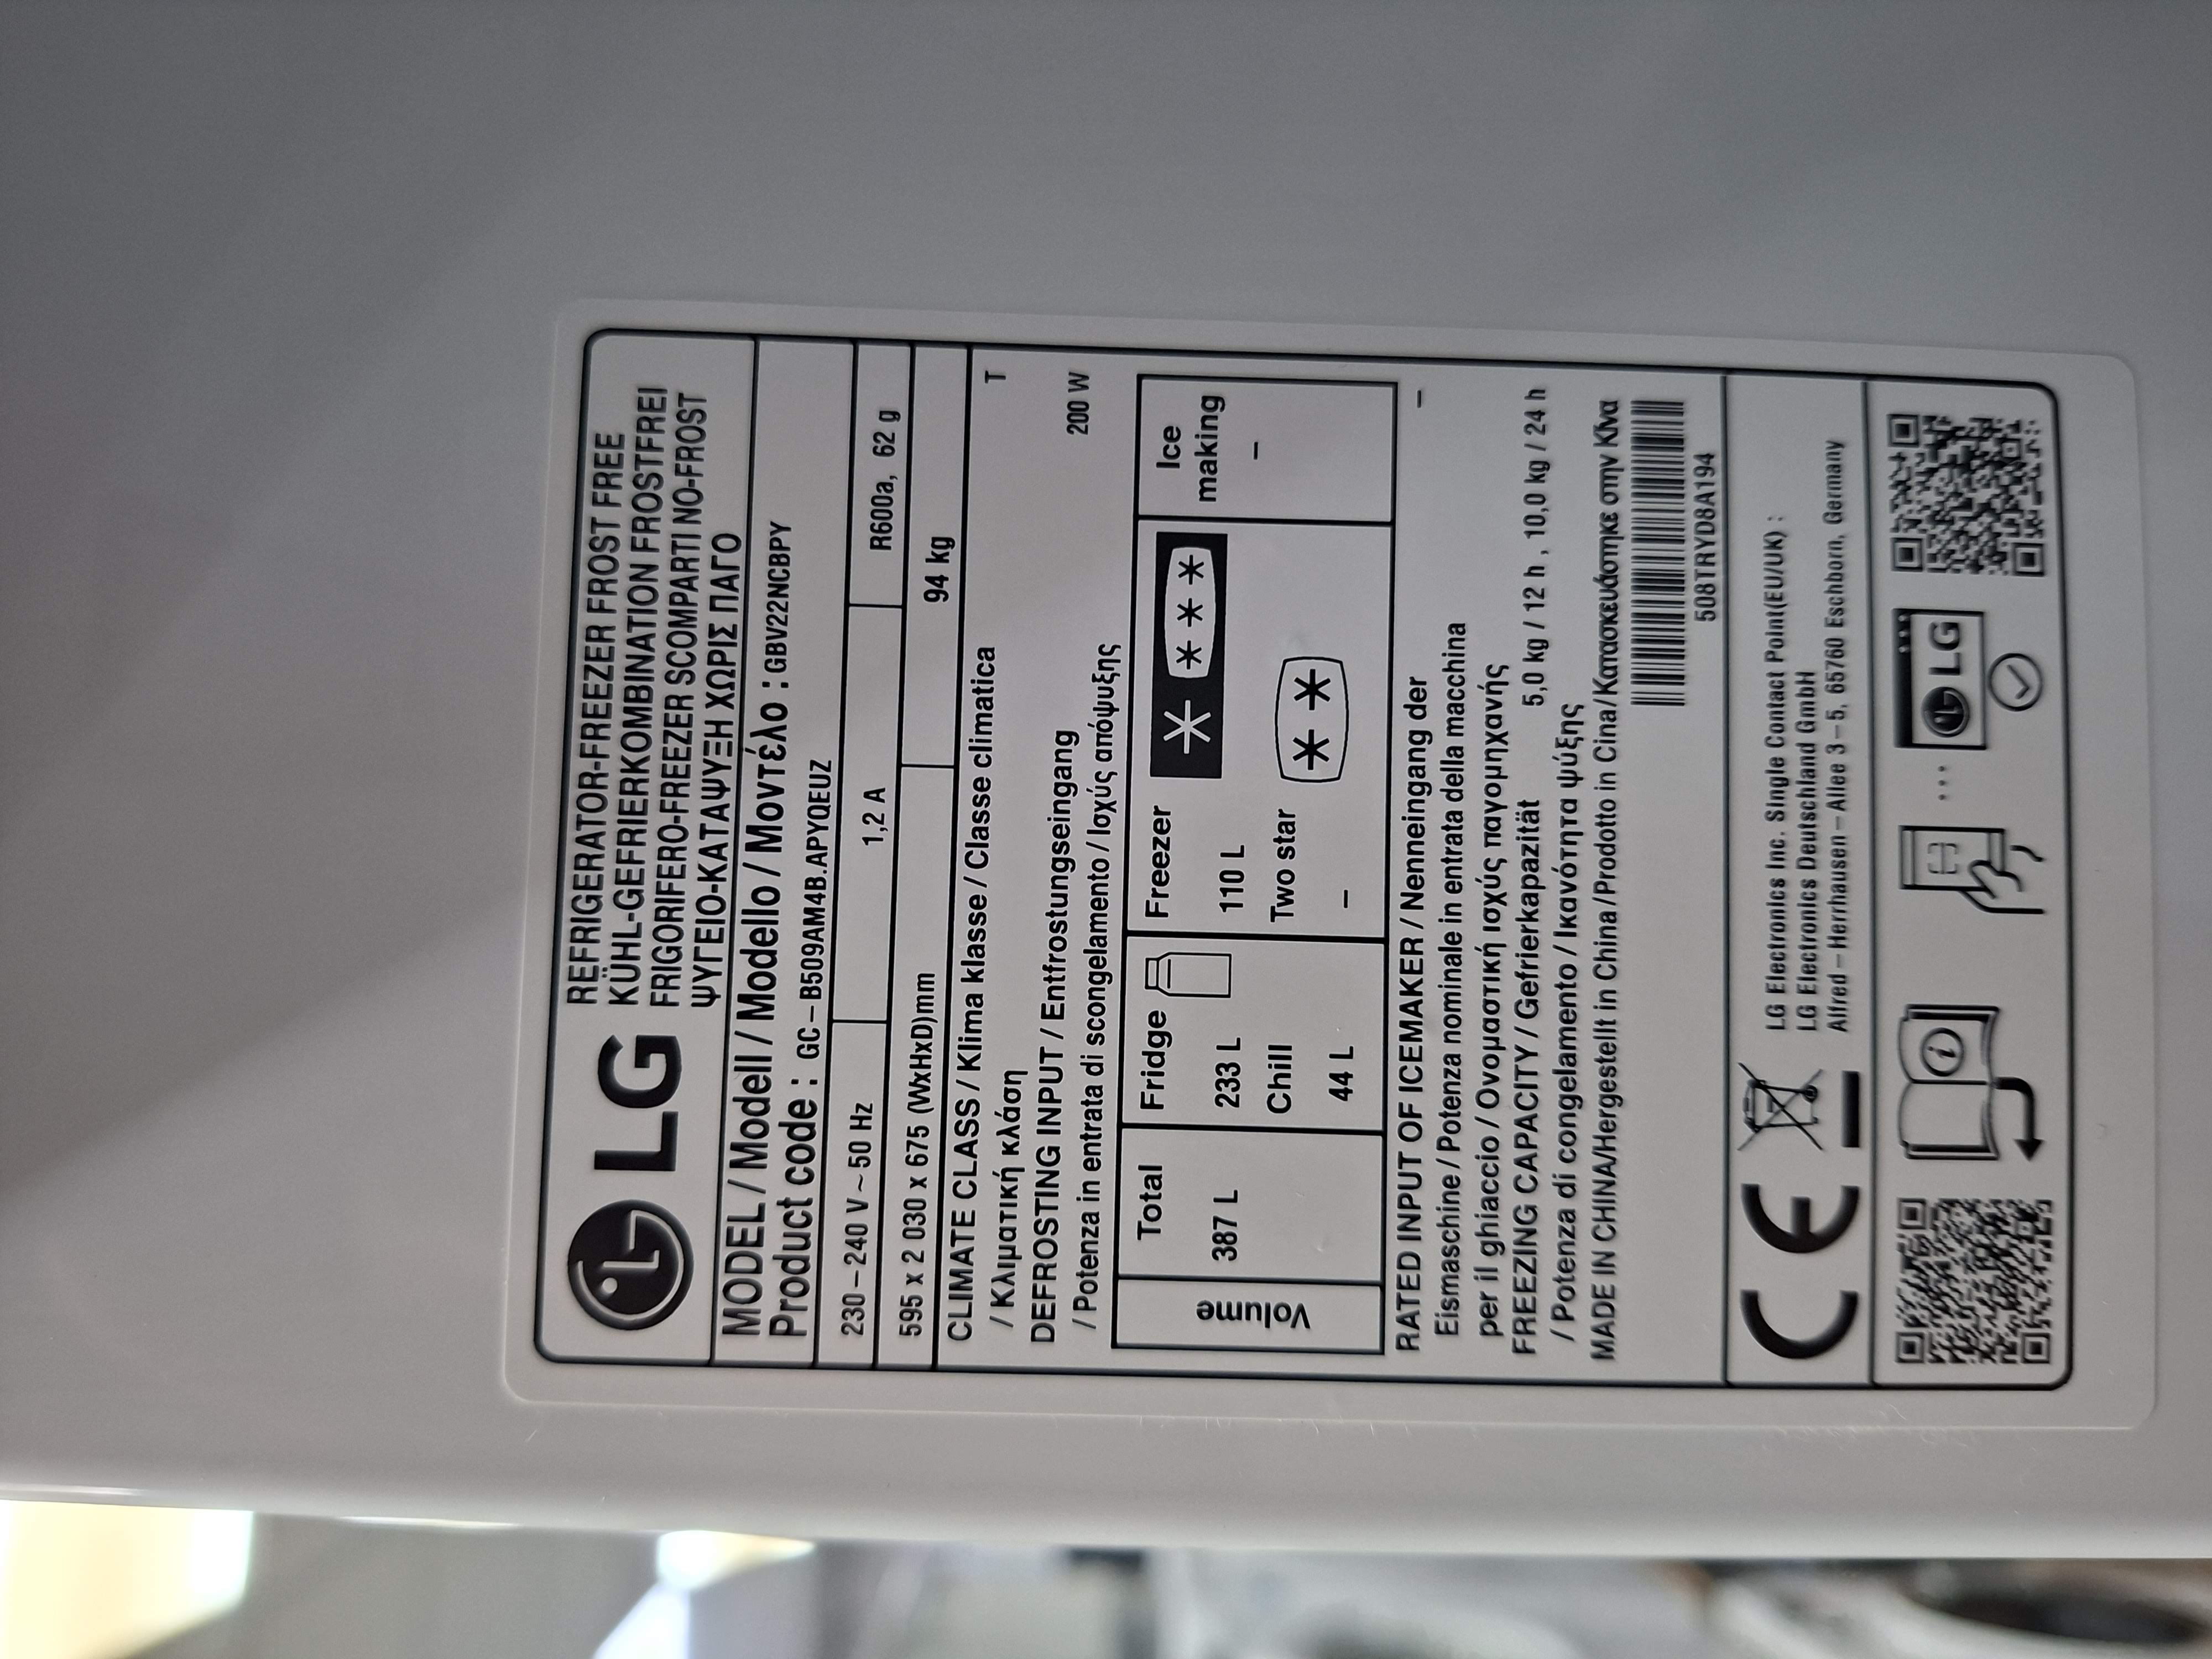 LG
REFRIGERATOR-FREEZER FROST FREE
KÜHL-GEFRIERKOMBINATION FROSTFREI
FRIGORIFERO-FREEZER SCOMPARTI NO-FROST
ΨΥΓΕΙΟ-ΚΑΤΑΨΥΞΗ ΧΩΡΙΣ ΠΑΓΟ
MODEL / Modell / Modello / Μοντέλο : GBV22NCBPY
Product code : GC-B509AM4B.APYQEUZ
230-240 V ~ 50 Hz 1,2 A R600a, 62 g
595 x 2 030 x 675 (WxHxD)mm 94 kg
CLIMATE CLASS / Klima klasse / Classe climatica T
/ Κλιματική κλάση
DEFROSTING INPUT / Entfrostungseingang 200 W
/ Potenza in entrata di scongelamento / Ισχύς απόψυξης
Volume
Total
387 L
Fridge
233 L
Chill
44 L
Freezer
110 L
Two star
-
Ice
making
-
RATED INPUT OF ICEMAKER / Nenneingang der -
Eismaschine / Potenza nominale in entrata della macchina
per il ghiaccio / Ονομαστική ισχύς παγομηχανής
FREEZING CAPACITY / Gefrierkapazität 5,0 kg / 12 h , 10,0 kg / 24 h
/ Potenza di congelamento / Ικανότητα ψύξης
MADE IN CHINA/Hergestellt in China/Prodotto in Cina/Κατασκευάστηκε στην Κίνα
508TRYD8A194
CE
LG Electronics Inc. Single Contact Point(EU/UK) :
LG Electronics Deutschland GmbH
Alfred-Herrhausen-Allee 3-5, 65760 Eschborn, Germany
i
...
LG